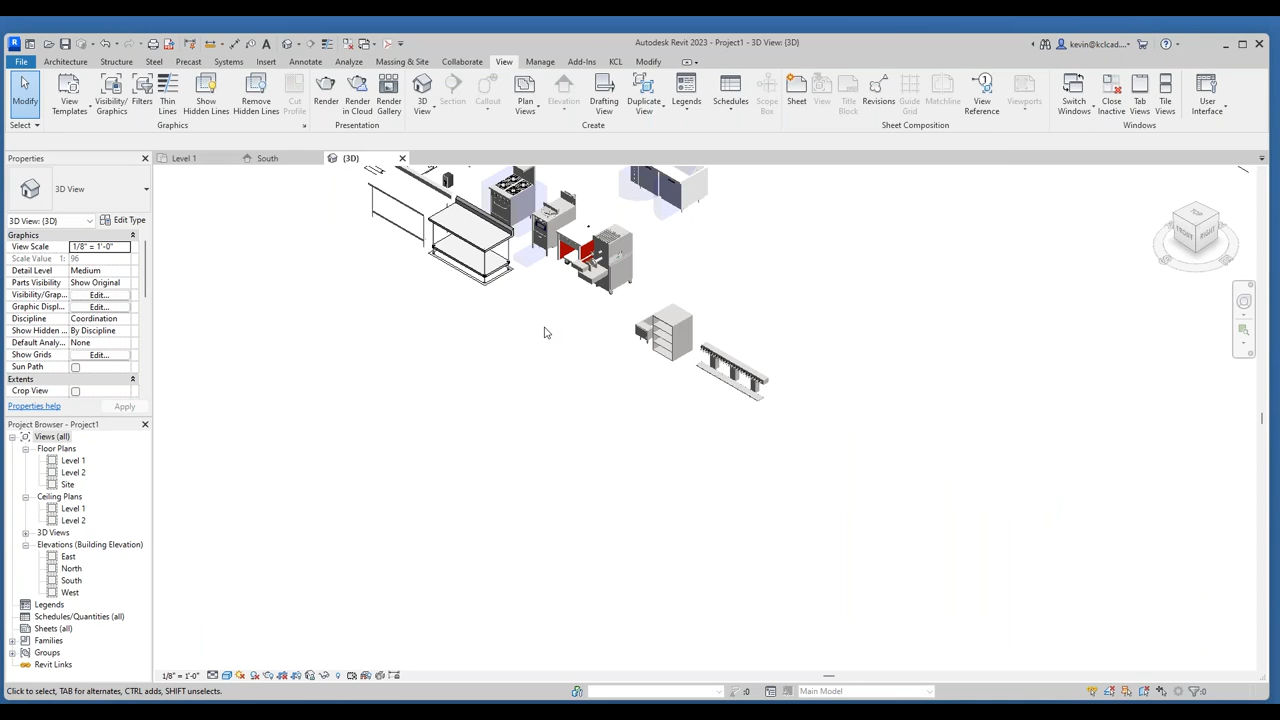 Autodesk Revit 2023 - Project1 - 3D View: {3D}
kevin@kclcad....
File Architecture Structure Steel Precast Systems Insert Annotate Analyze Massing & Site Collaborate View Manage Add-Ins KCL Modify
Modify
View Templates
Visibility/ Graphics
Filters
Thin Lines
Show Hidden Lines
Remove Hidden Lines
Cut Profile
Render
Render in Cloud
Render Gallery
3D View
Section
Callout
Plan Views
Elevation
Drafting View
Duplicate View
Legends
Schedules
Scope Box
Sheet
View
Title Block
Revisions
Guide Grid
Matchline
View Reference
Viewports
Switch Windows
Close Inactive
Tab Views
Tile Views
User Interface
Select
Graphics
Presentation
Create
Sheet Composition
Windows
Properties
Level 1
South
{3D}
3D View
3D View: {3D}
Edit Type
Graphics
View Scale 1/8" = 1'-0"
Scale Value 1: 96
Detail Level Medium
Parts Visibility Show Original
Visibility/Grap... Edit...
Graphic Displ... Edit...
Discipline Coordination
Show Hidden ... By Discipline
Default Analy... None
Show Grids Edit...
Sun Path
Extents
Crop View
Properties help
Apply
Project Browser - Project1
Views (all)
Floor Plans
Level 1
Level 2
Site
Ceiling Plans
Level 1
Level 2
3D Views
Elevations (Building Elevation)
East
North
South
West
Legends
Schedules/Quantities (all)
Sheets (all)
Families
Groups
Revit Links
TOP
FRONT
RIGHT
1/8" = 1'-0"
Click to select, TAB for alternates, CTRL adds, SHIFT unselects.
:0
Main Model
:0